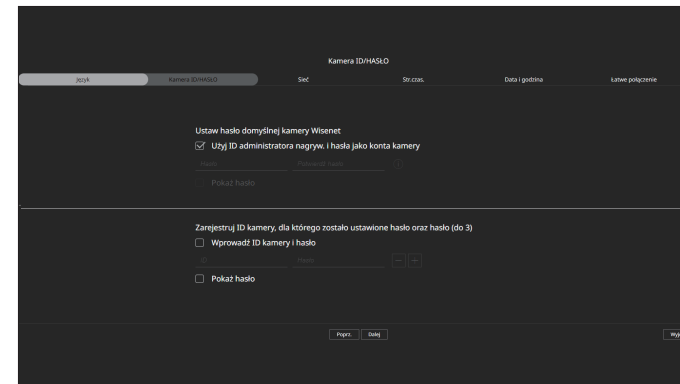 Kamera ID/HASŁO
Język Kamera ID/HASŁO Sieć Str.czas. Data i godzina Łatwe połączenie
Ustaw hasło domyślnej kamery Wisenet
Użyj ID administratora nagryw. i hasła jako konta kamery
Hasło Potwierdź hasło
Pokaż hasło
Zarejestruj ID kamery, dla którego zostało ustawione hasło oraz hasło (do 3)
Wprowadź ID kamery i hasło
ID Hasło
Pokaż hasło
Poprz. Dalej